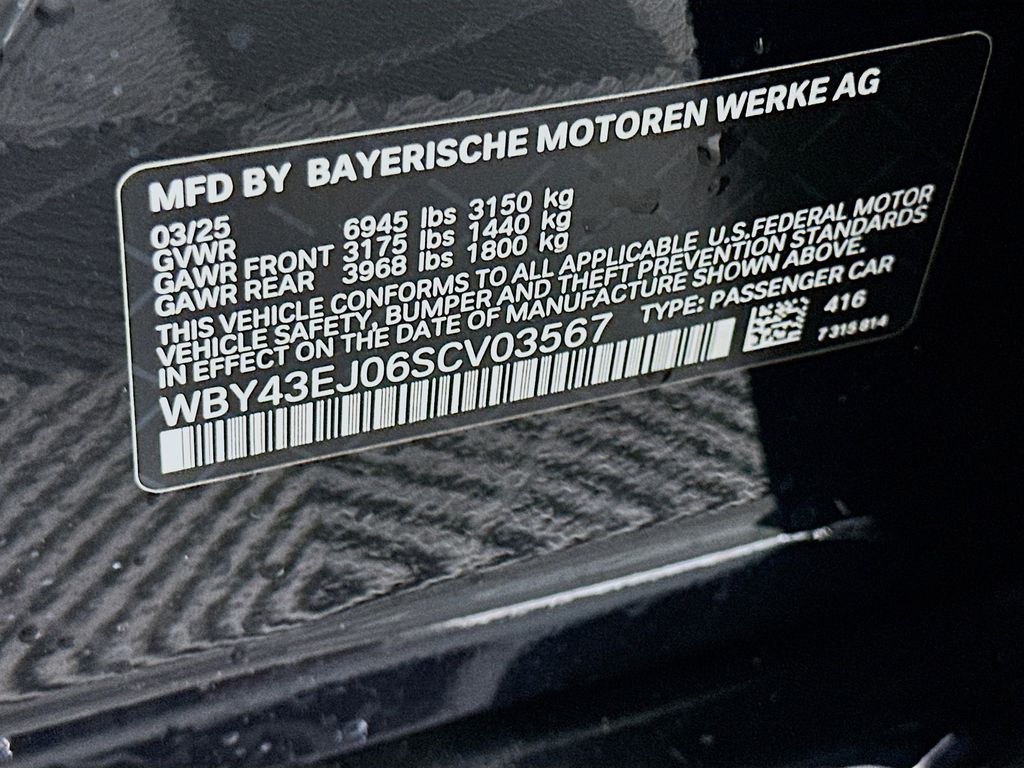 MFD BY BAYERISCHE MOTOREN WERKE AG
03/25
GVWR 6945 lbs 3150 kg
GAWR FRONT 3175 lbs 1440 kg
GAWR REAR 3968 lbs 1800 kg
THIS VEHICLE CONFORMS TO ALL APPLICABLE U.S.FEDERAL MOTOR
VEHICLE SAFETY, BUMPER AND THEFT PREVENTION STANDARDS
IN EFFECT ON THE DATE OF MANUFACTURE SHOWN ABOVE.
WBY43EJ06SCV03567 TYPE: PASSENGER CAR
416
7315814